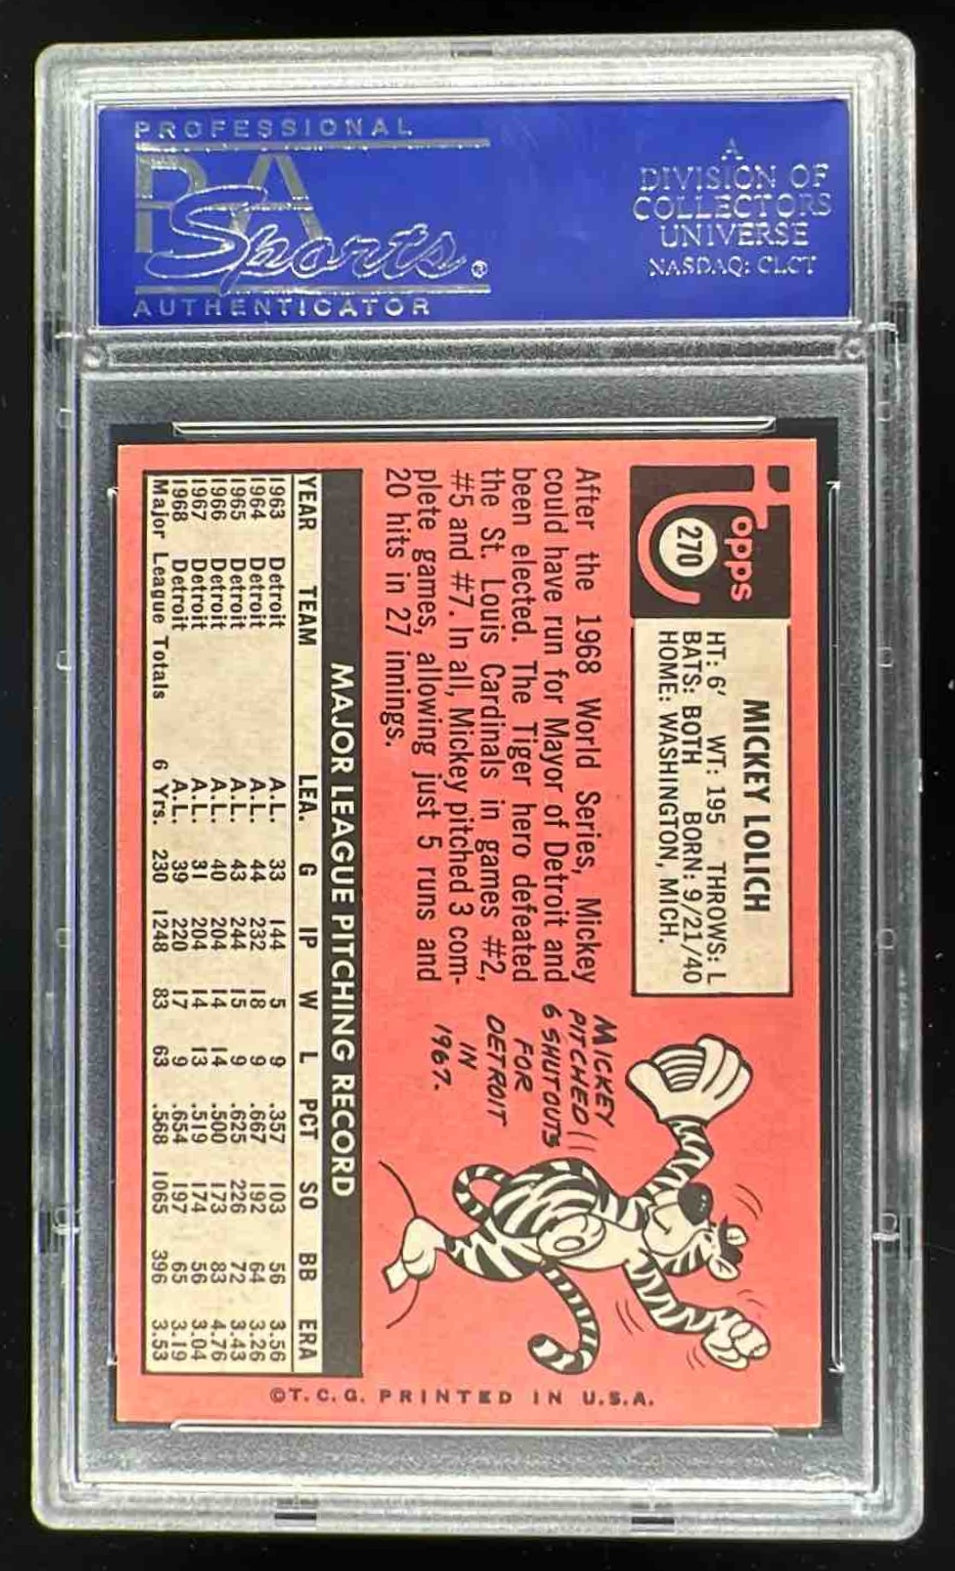 PROFESSIONAL
PSA
Sports®
AUTHENTICATOR
A
DIVISION OF
COLLECTORS
UNIVERSE
NASDAQ: CLCT
Topps
270
MICKEY LOLICH
HT: 6' WT: 195 THROWS: L
BATS: BOTH BORN: 9/21/40
HOME: WASHINGTON, MICH.
After the 1968 World Series, Mickey
could have run for Mayor of Detroit and
been elected. The Tiger hero defeated
the St. Louis Cardinals in games #2,
#5 and #7. In all, Mickey pitched 3 com-
plete games, allowing just 5 runs and
20 hits in 27 innings.
MICKEY
PITCHED
6 SHUTOUTS
FOR
DETROIT
IN
1967.
MAJOR LEAGUE PITCHING RECORD
YEAR TEAM LEA. G IP W L PCT SO BB ERA
1963 Detroit A.L. 33 144 5 9 .357 103 56 3.56
1964 Detroit A.L. 44 232 18 9 .667 192 64 3.26
1965 Detroit A.L. 43 244 15 9 .625 226 72 3.43
1966 Detroit A.L. 40 204 14 14 .500 173 83 4.76
1967 Detroit A.L. 31 204 14 13 .519 174 56 3.04
1968 Detroit A.L. 39 220 17 9 .654 197 65 3.19
Major League Totals 6 Yrs. 230 1248 83 63 .568 1065 396 3.53
©T.C.G. PRINTED IN U.S.A.